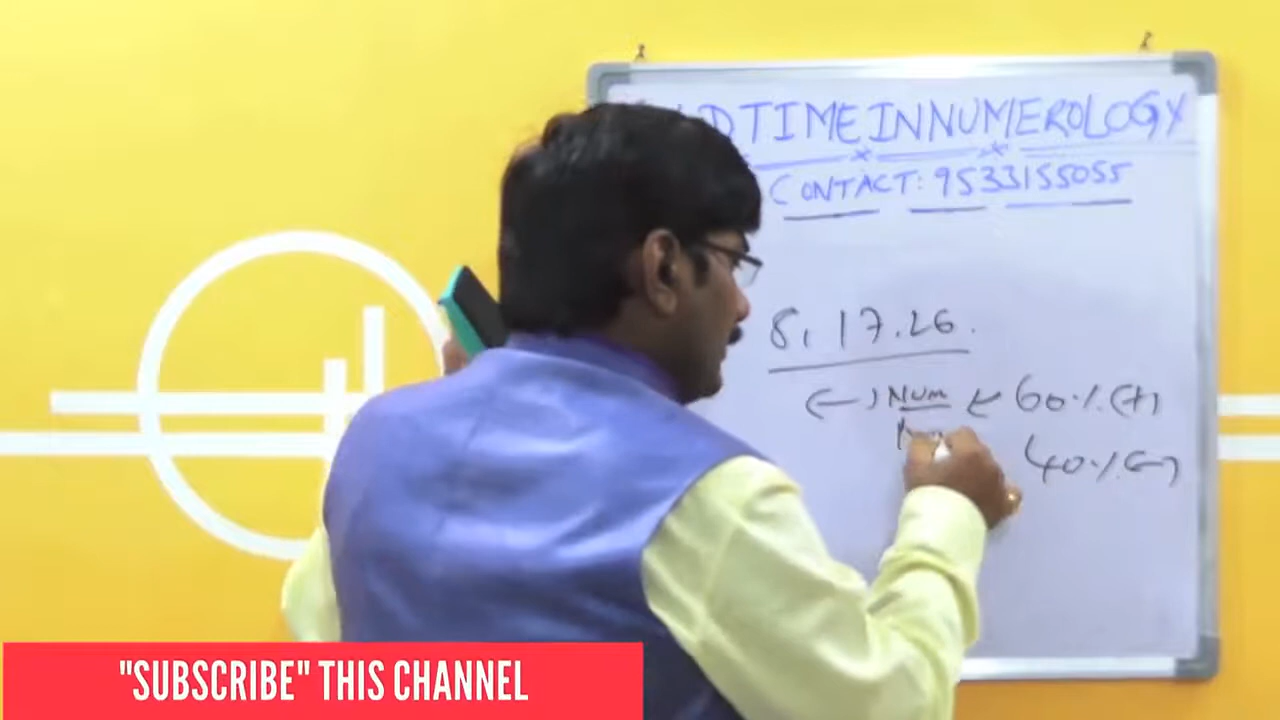 TIME IN NUMEROLOGY
CONTACT: 9533155055
8, 17.26.
(-) NUM 60% (+)
40% (-)
"SUBSCRIBE" THIS CHANNEL